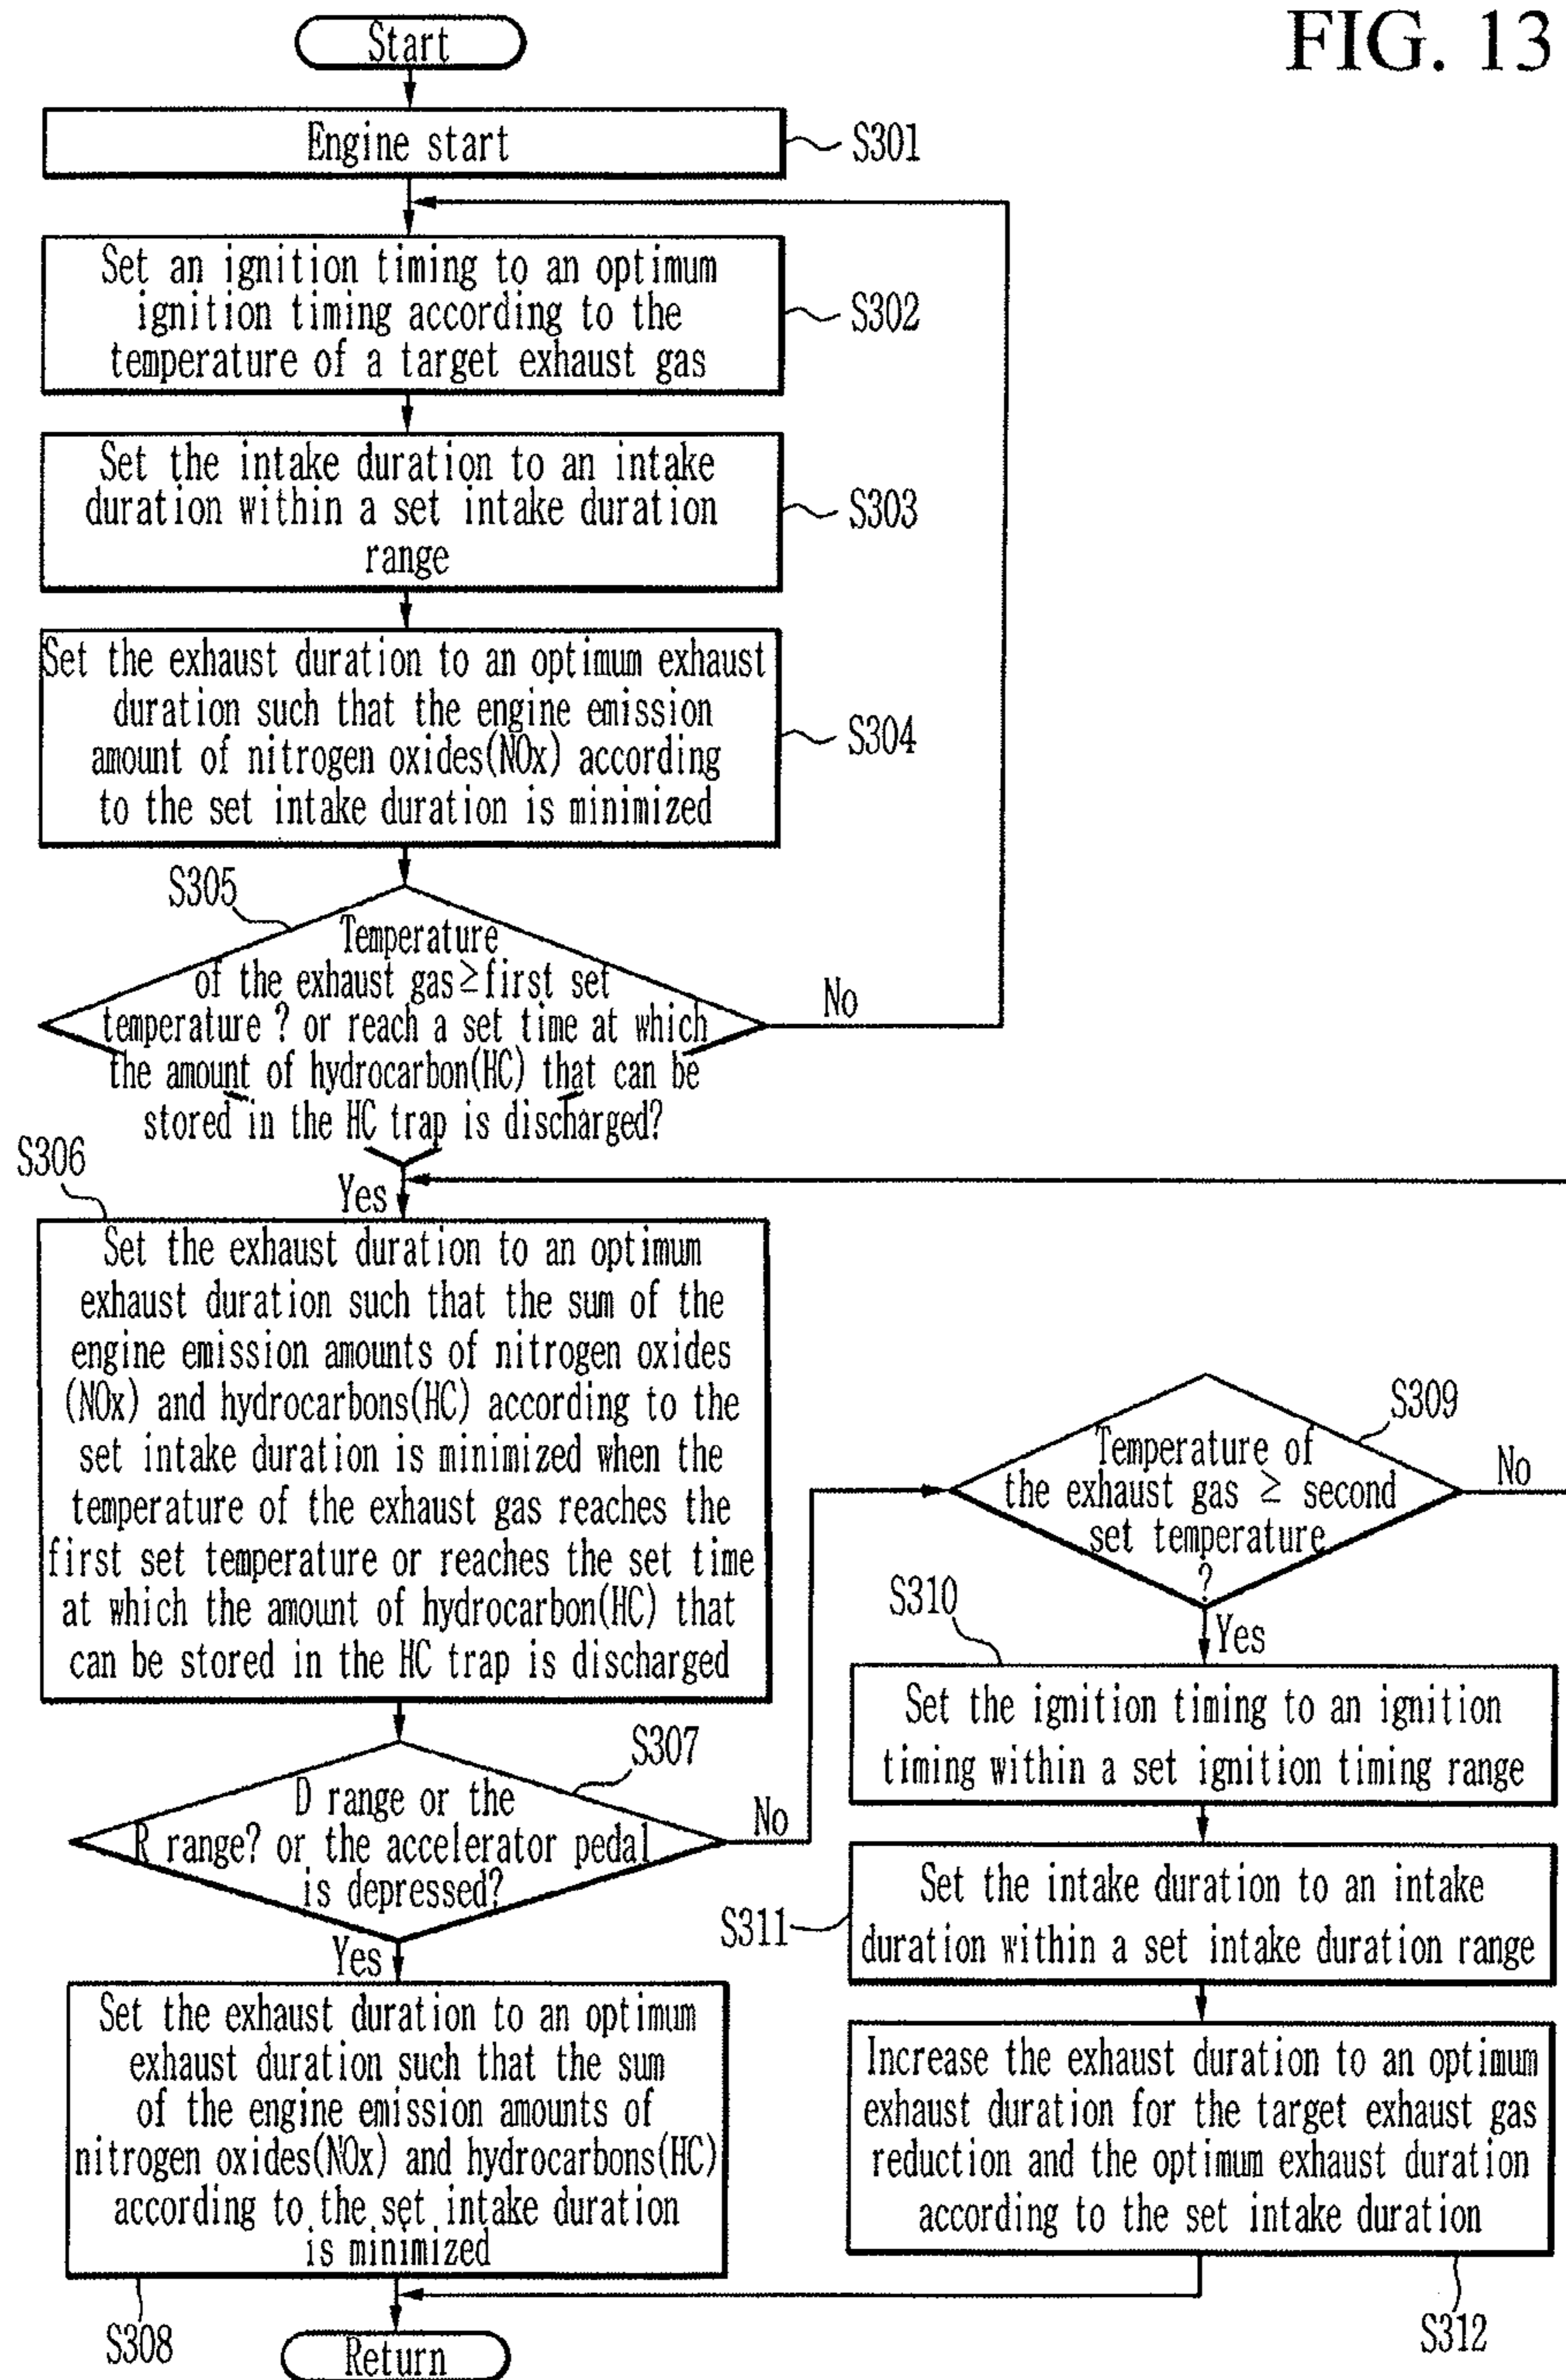 FIG. 13
Start
Engine start
S301
Set an ignition timing to an optimum
ignition timing according to the
temperature of a target exhaust gas
S302
Set the intake duration to an intake
duration within a set intake duration
range
S303
Set the exhaust duration to an optimum exhaust
duration such that the engine emission
amount of nitrogen oxides(NOx) according
to the set intake duration is minimized
S304
S305
Temperature
of the exhaust gas≥first set
temperature ? or reach a set time at which
the amount of hydrocarbon(HC) that can be
stored in the HC trap is discharged?
No
Yes
S306
Set the exhaust duration to an optimum
exhaust duration such that the sum of the
engine emission amounts of nitrogen oxides
(NOx) and hydrocarbons(HC) according to the
set intake duration is minimized when the
temperature of the exhaust gas reaches the
first set temperature or reaches the set time
at which the amount of hydrocarbon(HC) that
can be stored in the HC trap is discharged
S307
D range or the
R range? or the accelerator pedal
is depressed?
No
Yes
Set the exhaust duration to an optimum
exhaust duration such that the sum
of the engine emission amounts of
nitrogen oxides(NOx) and hydrocarbons(HC)
according to the set intake duration
is minimized
S308
S309
Temperature of
the exhaust gas ≥ second
set temperature
?
No
Yes
S310
Set the ignition timing to an ignition
timing within a set ignition timing range
S311
Set the intake duration to an intake
duration within a set intake duration range
Increase the exhaust duration to an optimum
exhaust duration for the target exhaust gas
reduction and the optimum exhaust duration
according to the set intake duration
S312
Return